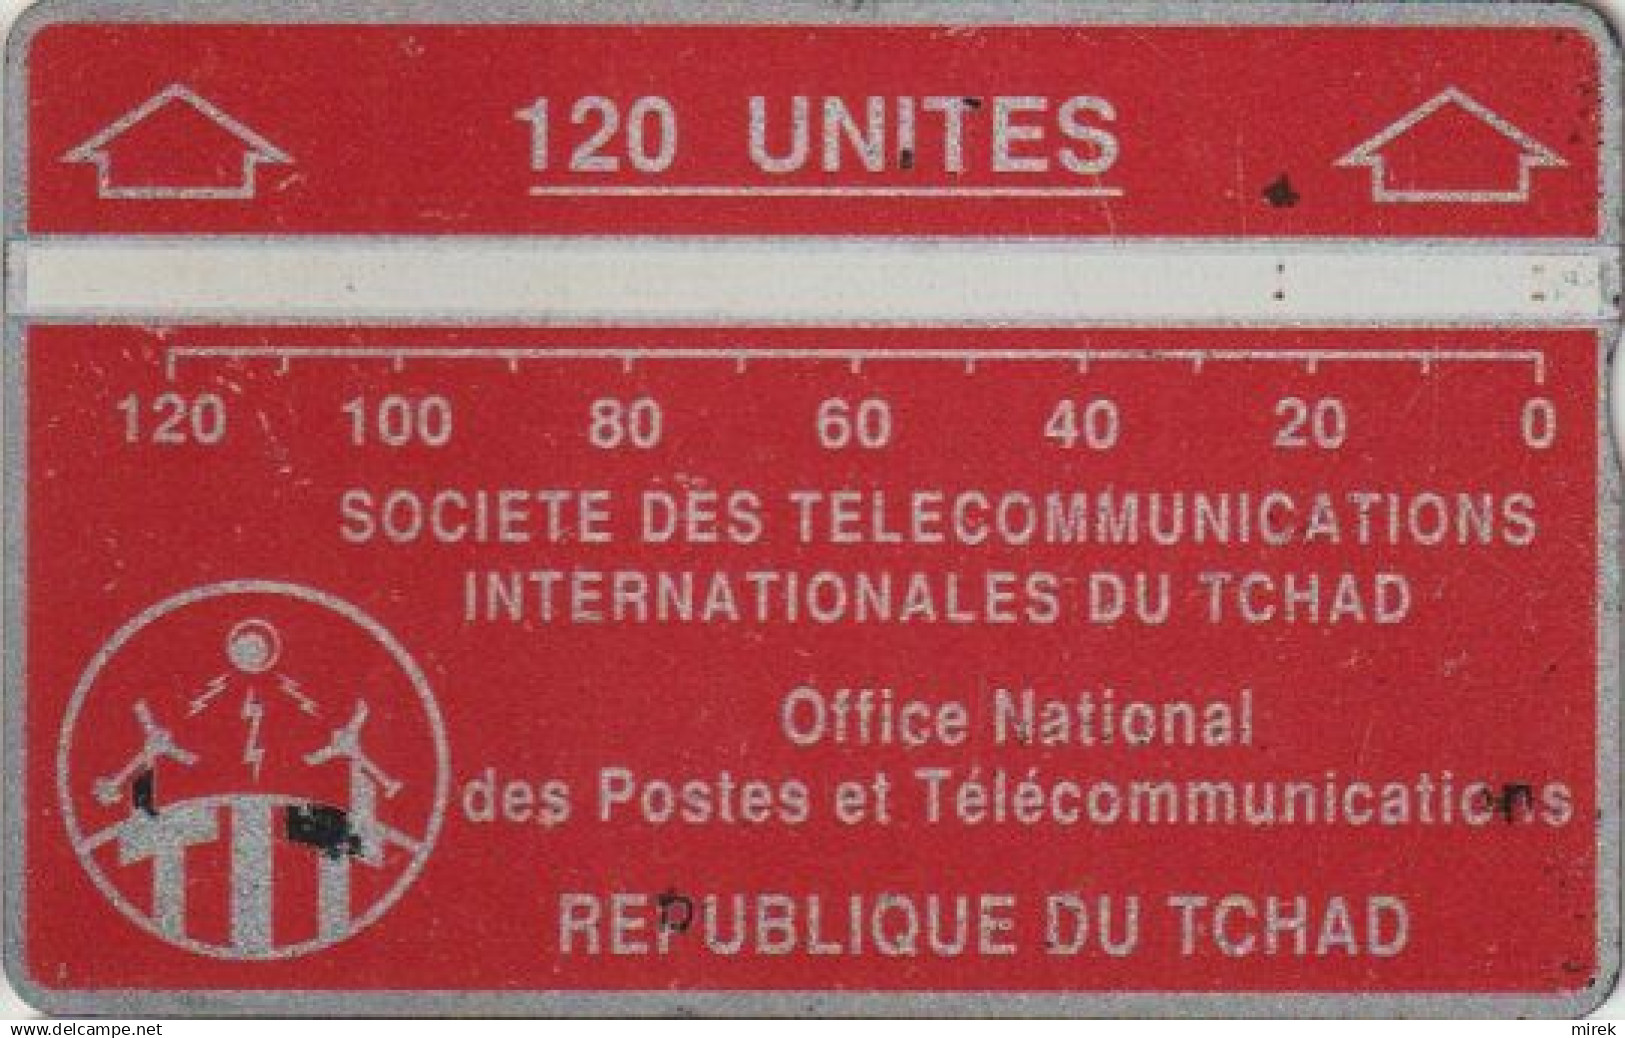 120 UNITES
120 100 80 60 40 20 0
SOCIETE DES TELECOMMUNICATIONS
INTERNATIONALES DU TCHAD
Office National
des Postes et Télécommunications
REPUBLIQUE DU TCHAD
www.delcampe.net
mirek